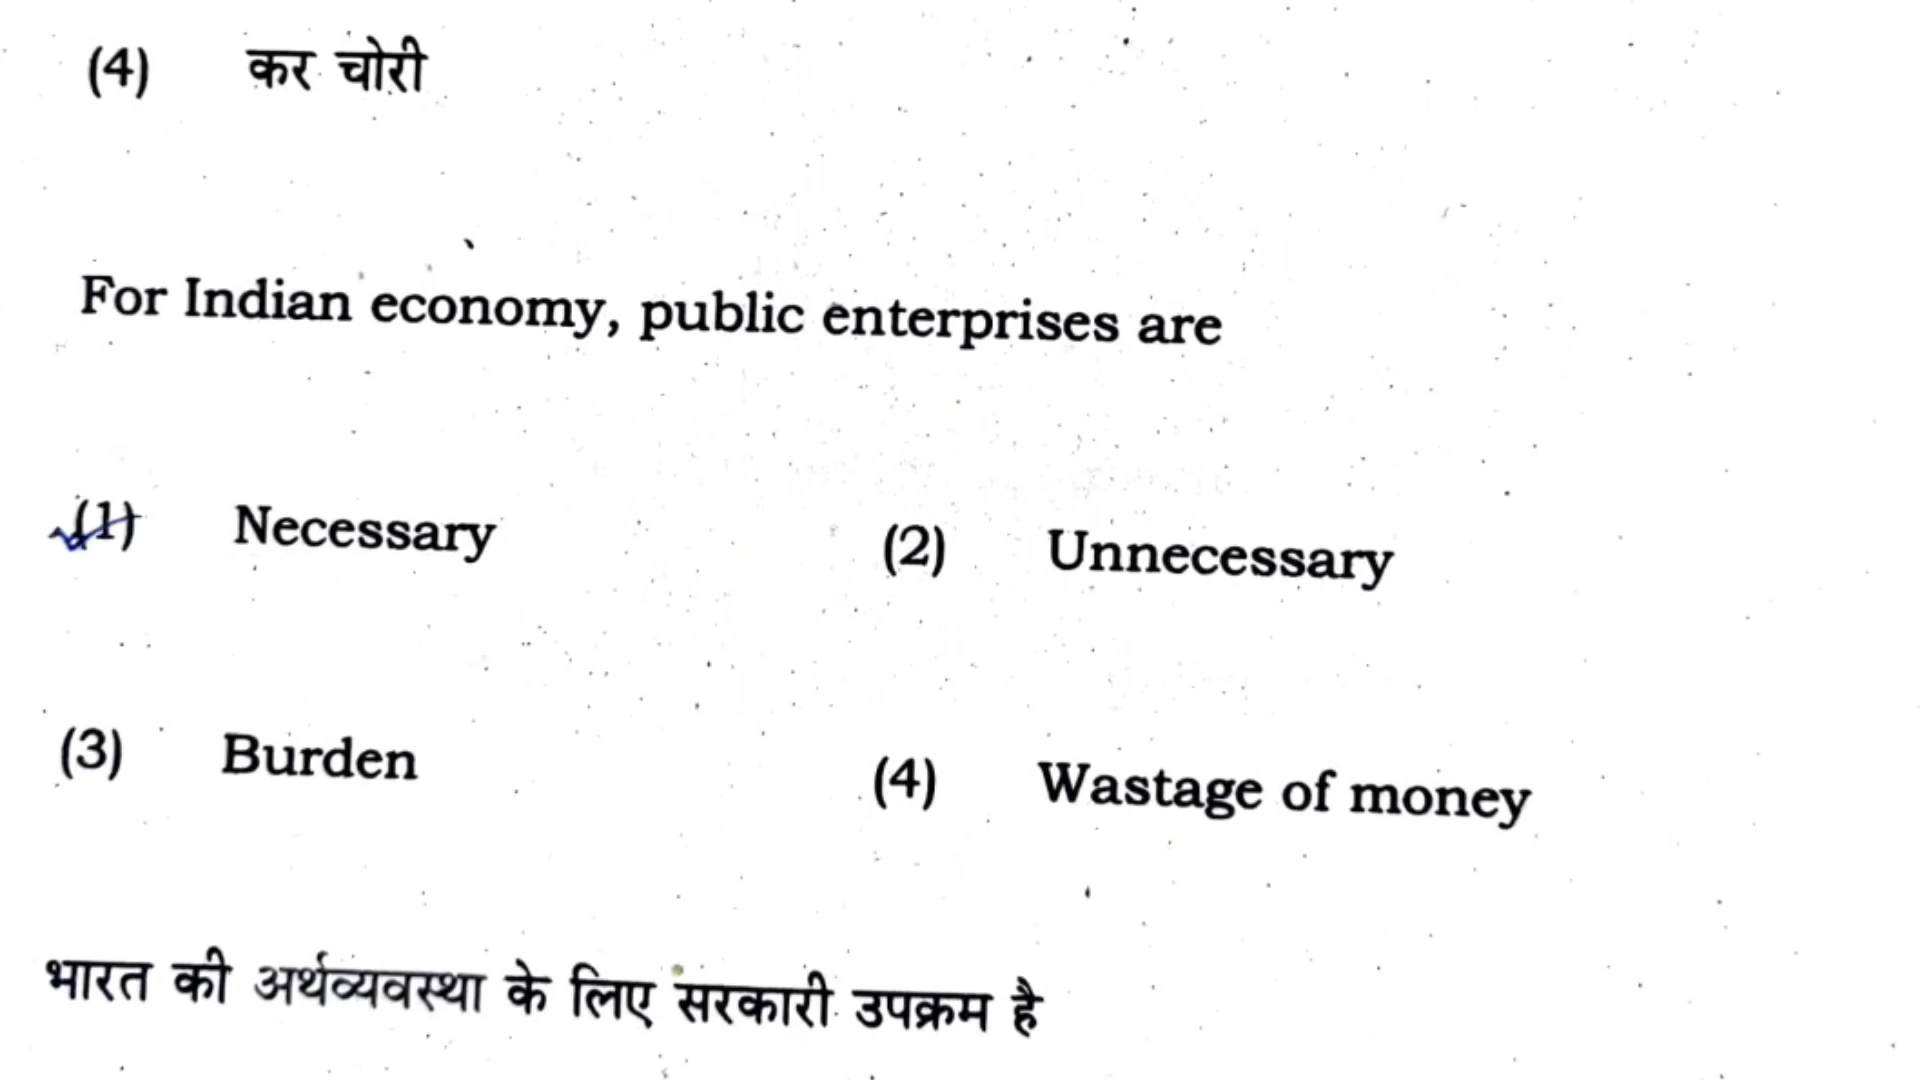 (4) कर चोरी
For Indian economy, public enterprises are
(1) Necessary (2) Unnecessary
(3) Burden (4) Wastage of money
भारत की अर्थव्यवस्था के लिए सरकारी उपक्रम है